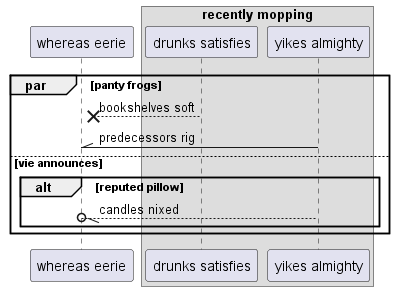 recently mopping
whereas eerie
drunks satisfies
yikes almighty
par
[panty frogs]
bookshelves soft
predecessors rig
[vie announces]
alt
[reputed pillow]
candles nixed
whereas eerie
drunks satisfies
yikes almighty